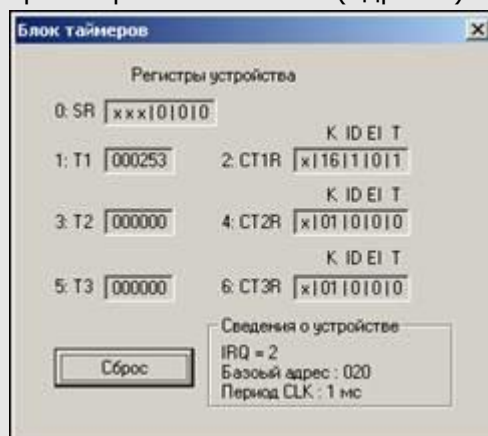 Блок таймеров
Регистры устройства
0: SR xxx|0|0|0
K ID EI T
1: T1 000253 2: CT1R x|16|1|0|1
K ID EI T
3: T2 000000 4: CT2R x|01|0|0|0
K ID EI T
5: T3 000000 6: CT3R x|01|0|0|0
Сведения о устройстве
IRQ = 2
Базоый адрес : 020
Период CLK : 1 мс
Сброс